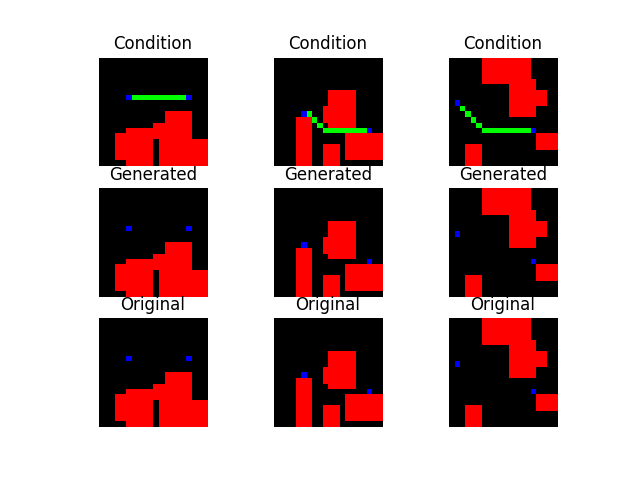 Condition Condition Condition
Generated Generated Generated
Original Original Original